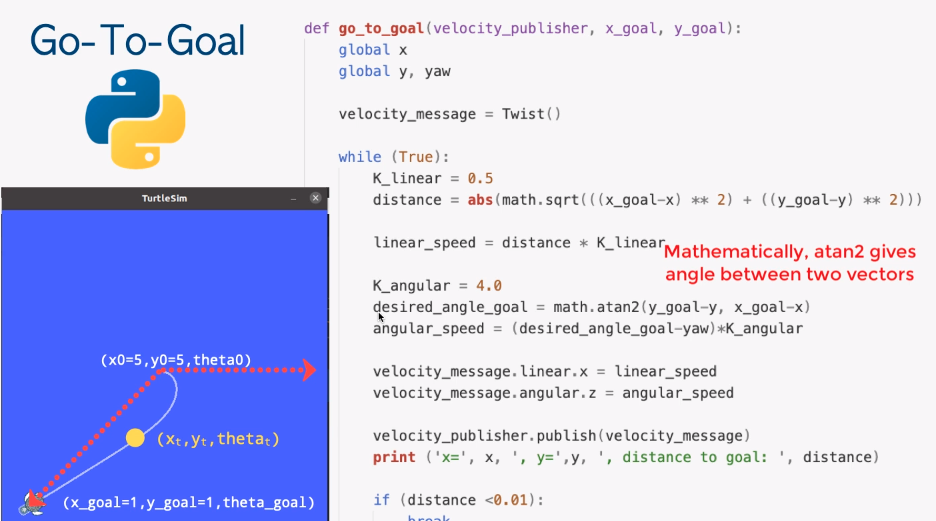 Go-To-Goal
def go_to_goal(velocity_publisher, x_goal, y_goal):
global x
global y, yaw
velocity_message = Twist()
while (True):
K_linear = 0.5
distance = abs(math.sqrt(((x_goal-x) ** 2) + ((y_goal-y) ** 2)))
linear_speed = distance * K_linear
Mathematically, atan2 gives
angle between two vectors
K_angular = 4.0
desired_angle_goal = math.atan2(y_goal-y, x_goal-x)
angular_speed = (desired_angle_goal-yaw)*K_angular
velocity_message.linear.x = linear_speed
velocity_message.angular.z = angular_speed
velocity_publisher.publish(velocity_message)
print ('x=', x, ', y=',y, ', distance to goal: ', distance)
if (distance <0.01):
break
TurtleSim
(x0=5,y0=5,theta0)
(xₜ,yₜ,thetaₜ)
(x_goal=1,y_goal=1,theta_goal)